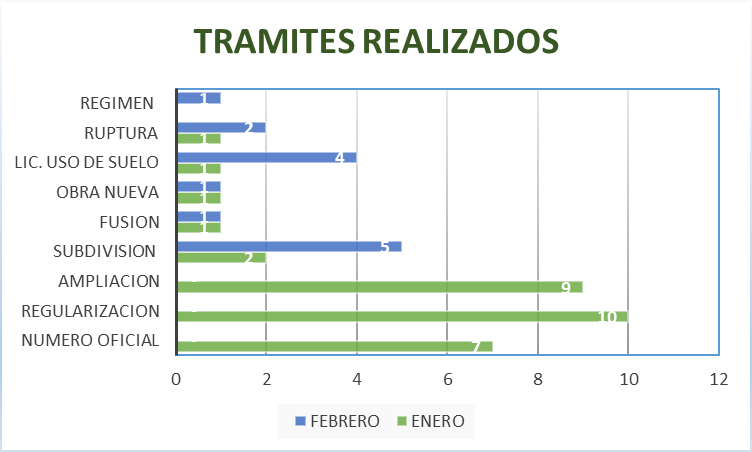 TRAMITES REALIZADOS
REGIMEN 1
RUPTURA 2 1
LIC. USO DE SUELO 4 1
OBRA NUEVA 1 1
FUSION 1 1
SUBDIVISION 5 2
AMPLIACION 9
REGULARIZACION 10
NUMERO OFICIAL 7
0 2 4 6 8 10 12
FEBRERO ENERO